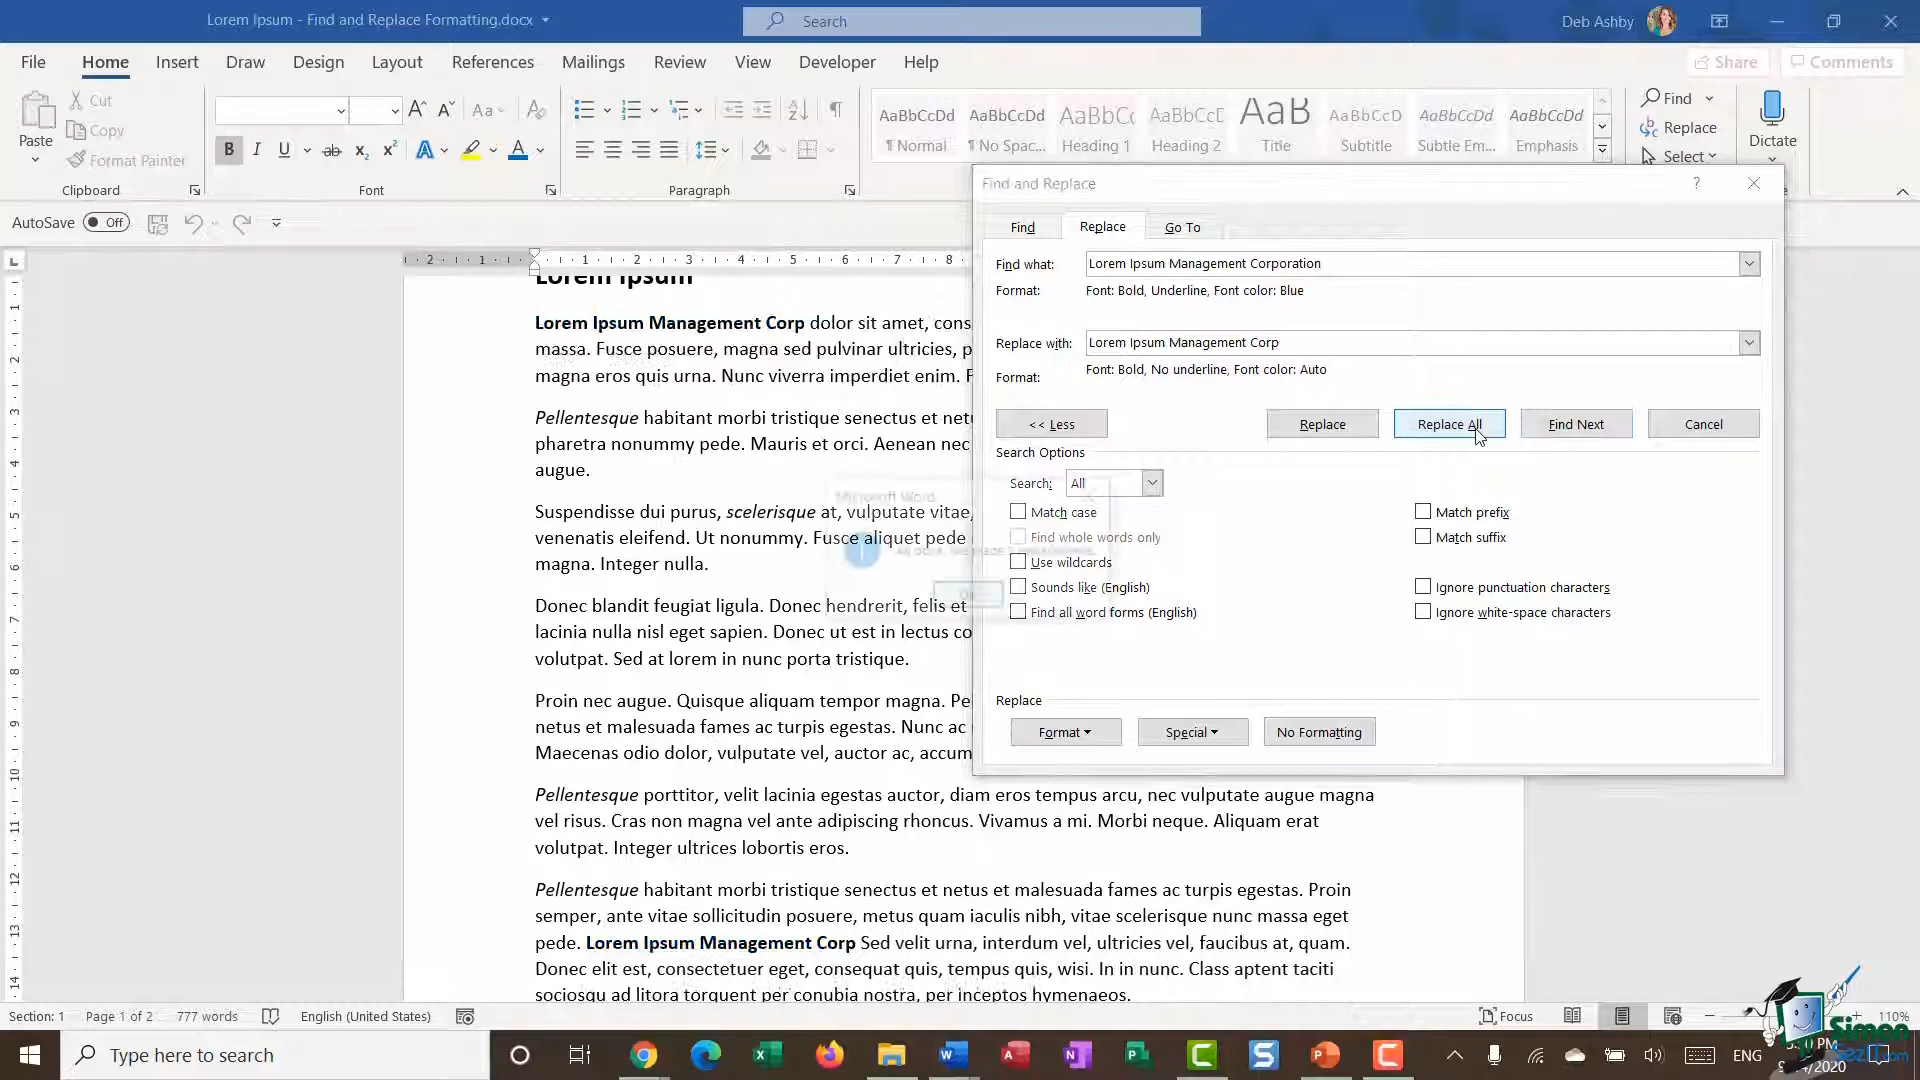 Lorem Ipsum - Find and Replace Formatting.docx
Search
Deb Ashby
File Home Insert Draw Design Layout References Mailings Review View Developer Help
Share Comments
Paste
Cut
Copy
Format Painter
Clipboard
Font
Paragraph
AaBbCcDd AaBbCcDd AaBbCc AaBbCcD AaB AaBbCcD AaBbCcDd AaBbCcDd
¶ Normal ¶ No Spac... Heading 1 Heading 2 Title Subtitle Subtle Em... Emphasis
Find
Replace
Select
Dictate
AutoSave Off
Lorem Ipsum
Lorem Ipsum Management Corp dolor sit amet, cons
massa. Fusce posuere, magna sed pulvinar ultricies, p
magna eros quis urna. Nunc viverra imperdiet enim. F
Pellentesque habitant morbi tristique senectus et netu
pharetra nonummy pede. Mauris et orci. Aenean nec
augue.
Suspendisse dui purus, scelerisque at, vulputate vitae,
venenatis eleifend. Ut nonummy. Fusce aliquet pede
magna. Integer nulla.
Donec blandit feugiat ligula. Donec hendrerit, felis et
lacinia nulla nisl eget sapien. Donec ut est in lectus co
volutpat. Sed at lorem in nunc porta tristique.
Proin nec augue. Quisque aliquam tempor magna. Pe
netus et malesuada fames ac turpis egestas. Nunc ac
Maecenas odio dolor, vulputate vel, auctor ac, accum
Pellentesque porttitor, velit lacinia egestas auctor, diam eros tempus arcu, nec vulputate augue magna
vel risus. Cras non magna vel ante adipiscing rhoncus. Vivamus a mi. Morbi neque. Aliquam erat
volutpat. Integer ultrices lobortis eros.
Pellentesque habitant morbi tristique senectus et netus et malesuada fames ac turpis egestas. Proin
semper, ante vitae sollicitudin posuere, metus quam iaculis nibh, vitae scelerisque nunc massa eget
pede. Lorem Ipsum Management Corp Sed velit urna, interdum vel, ultricies vel, faucibus at, quam.
Donec elit est, consectetuer eget, consequat quis, tempus quis, wisi. In in nunc. Class aptent taciti
sociosqu ad litora torquent per conubia nostra, per inceptos hymenaeos.
Find and Replace
Find Replace Go To
Find what: Lorem Ipsum Management Corporation
Format: Font: Bold, Underline, Font color: Blue
Replace with: Lorem Ipsum Management Corp
Format: Font: Bold, No underline, Font color: Auto
<< Less Replace Replace All Find Next Cancel
Search Options
Search: All
Match case
Find whole words only
Use wildcards
Sounds like (English)
Find all word forms (English)
Match prefix
Match suffix
Ignore punctuation characters
Ignore white-space characters
Replace
Format Special No Formatting
Microsoft Word
Section: 1 Page 1 of 2 777 words English (United States)
Focus
110%
Type here to search
ENG
Simon